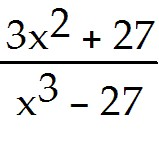 3x² + 27
x³ – 27